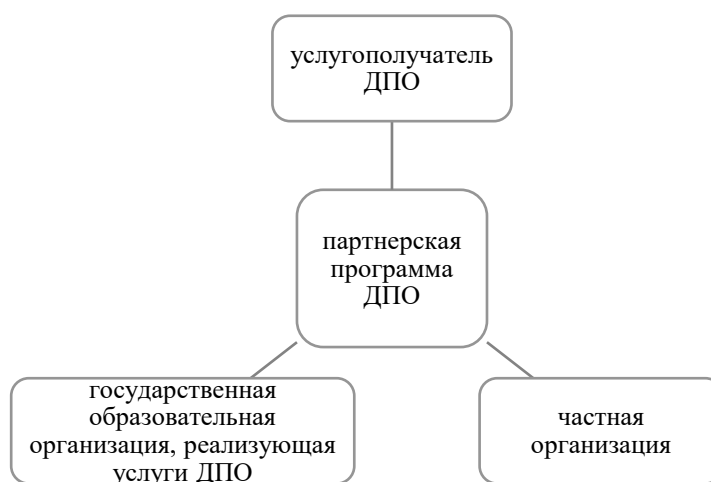 услугополучатель
ДПО
партнерская
программа
ДПО
государственная
образовательная
организация, реализующая
услуги ДПО
частная
организация